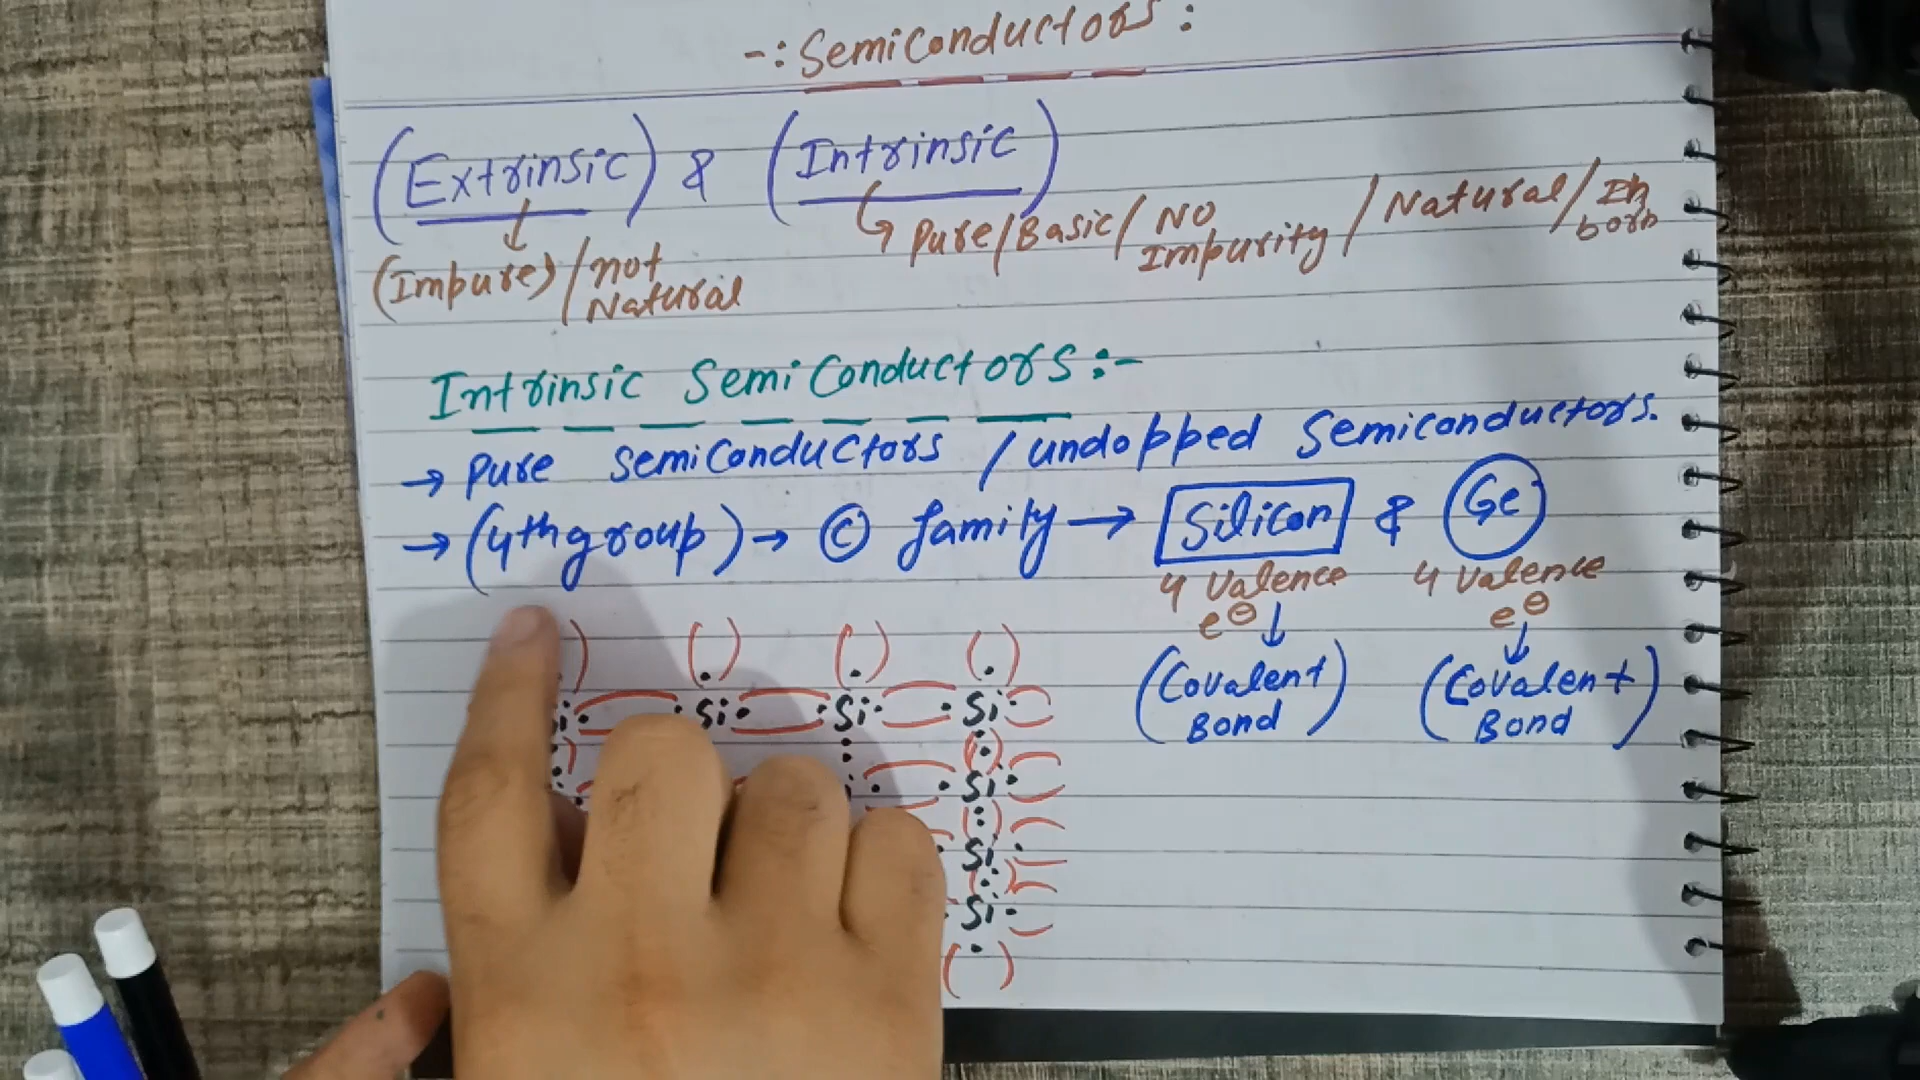 -: Semiconductors:
(Extrinsic) & (Intrinsic)
(Impure) / not Natural
Pure / Basic / NO Impurity / Natural / In born
Intrinsic Semiconductors :-
→ Pure semiconductors / undopped Semiconductors.
→ (4th group) → © family → Silicon & Ge
4 Valence e⊖ ↓ 4 Valence e⊖ ↓
(Covalent Bond) (Covalent Bond)
Si Si Si
Si
Si
Si